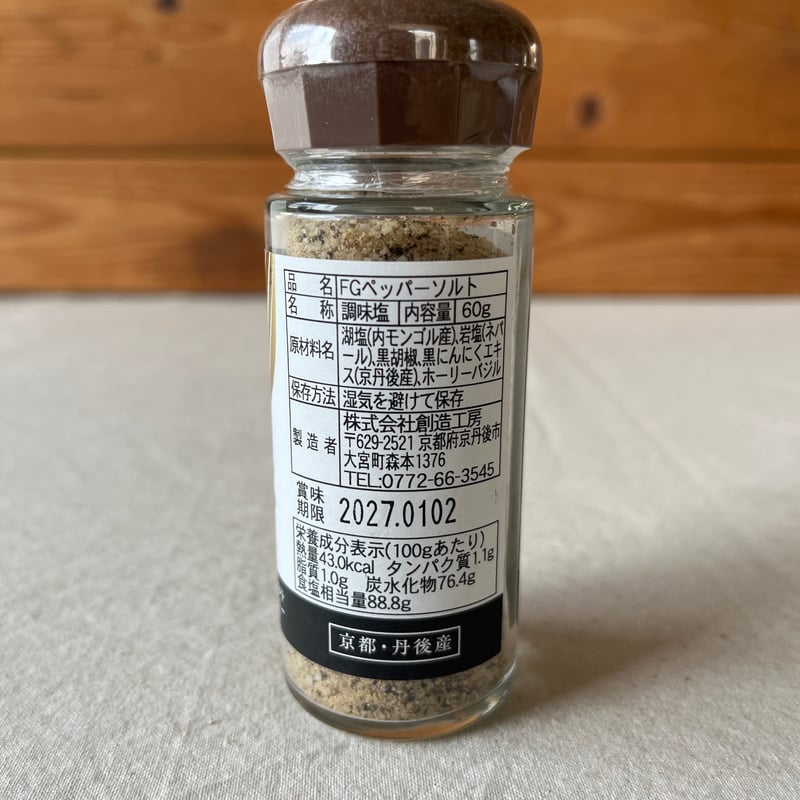 品名 FGペッパーソルト
名称 調味塩 内容量 60g
原材料名 湖塩(内モンゴル産)、岩塩(ネパ
ール)、黒胡椒、黒にんにくエキ
ス(京丹後産)、ホーリーバジル
保存方法 湿気を避けて保存
製造者 株式会社創造工房
〒629-2521 京都府京丹後市
大宮町森本1376
TEL:0772-66-3545
賞味
期限 2027.0102
栄養成分表示(100gあたり)
熱量43.0kcal タンパク質1.1g
脂質1.0g 炭水化物76.4g
食塩相当量88.8g
京都・丹後産